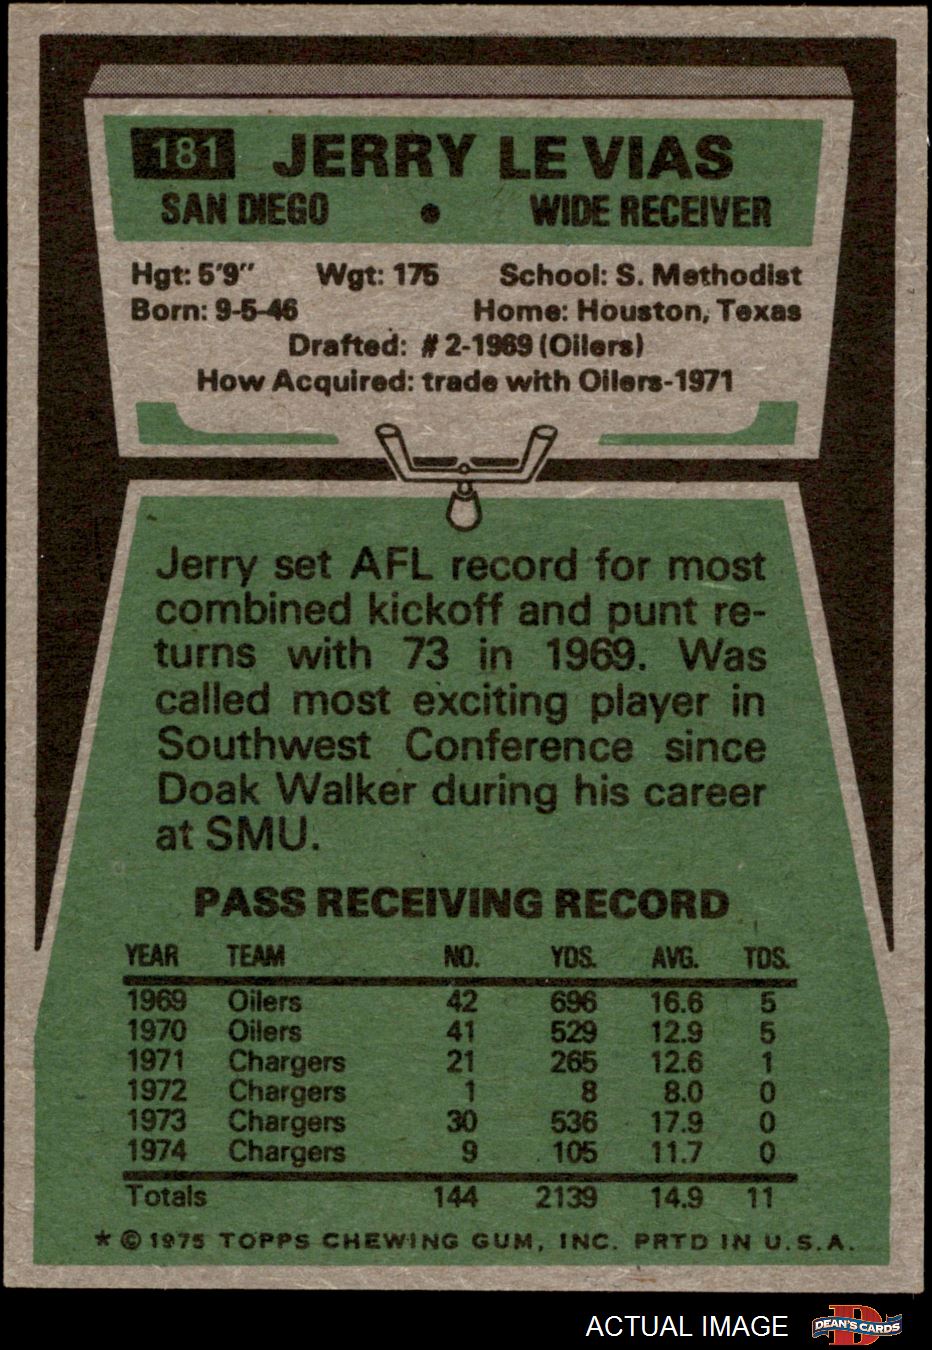 181 JERRY LE VIAS
SAN DIEGO • WIDE RECEIVER
Hgt: 5'9" Wgt: 175 School: S. Methodist
Born: 9-5-46 Home: Houston, Texas
Drafted: #2-1969 (Oilers)
How Acquired: trade with Oilers-1971
Jerry set AFL record for most
combined kickoff and punt re-
turns with 73 in 1969. Was
called most exciting player in
Southwest Conference since
Doak Walker during his career
at SMU.
PASS RECEIVING RECORD
YEAR TEAM NO. YDS. AVG. TDS.
1969 Oilers 42 696 16.6 5
1970 Oilers 41 529 12.9 5
1971 Chargers 21 265 12.6 1
1972 Chargers 1 8 8.0 0
1973 Chargers 30 536 17.9 0
1974 Chargers 9 105 11.7 0
Totals 144 2139 14.9 11
* © 1975 TOPPS CHEWING GUM, INC. PRTD IN U.S.A.
ACTUAL IMAGE D DEAN'S CARDS